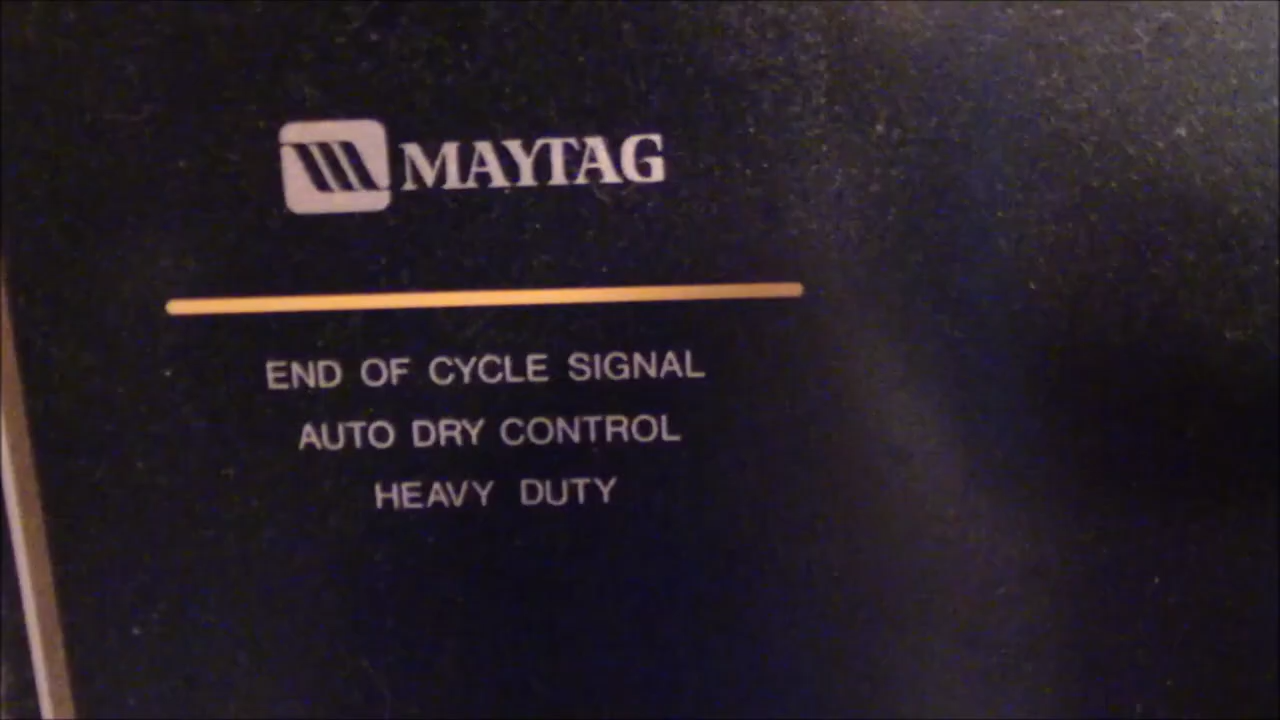 MAYTAG
END OF CYCLE SIGNAL
AUTO DRY CONTROL
HEAVY DUTY